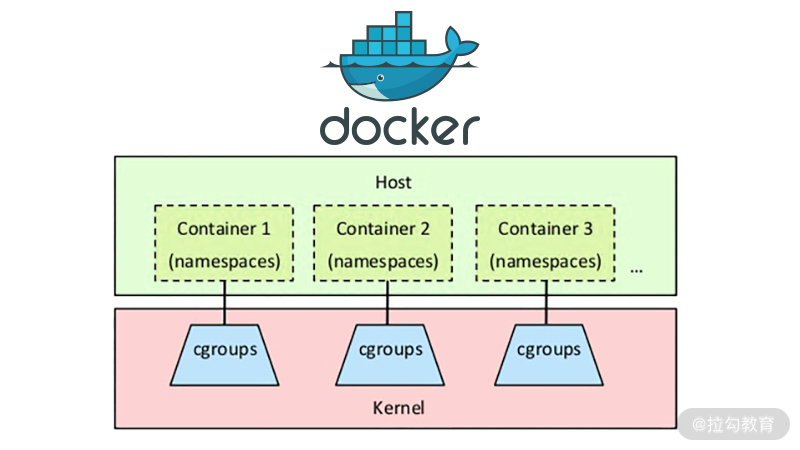 docker
Host
Container 1
(namespaces)
Container 2
(namespaces)
Container 3
(namespaces)
...
cgroups
cgroups
cgroups
Kernel
@拉勾教育